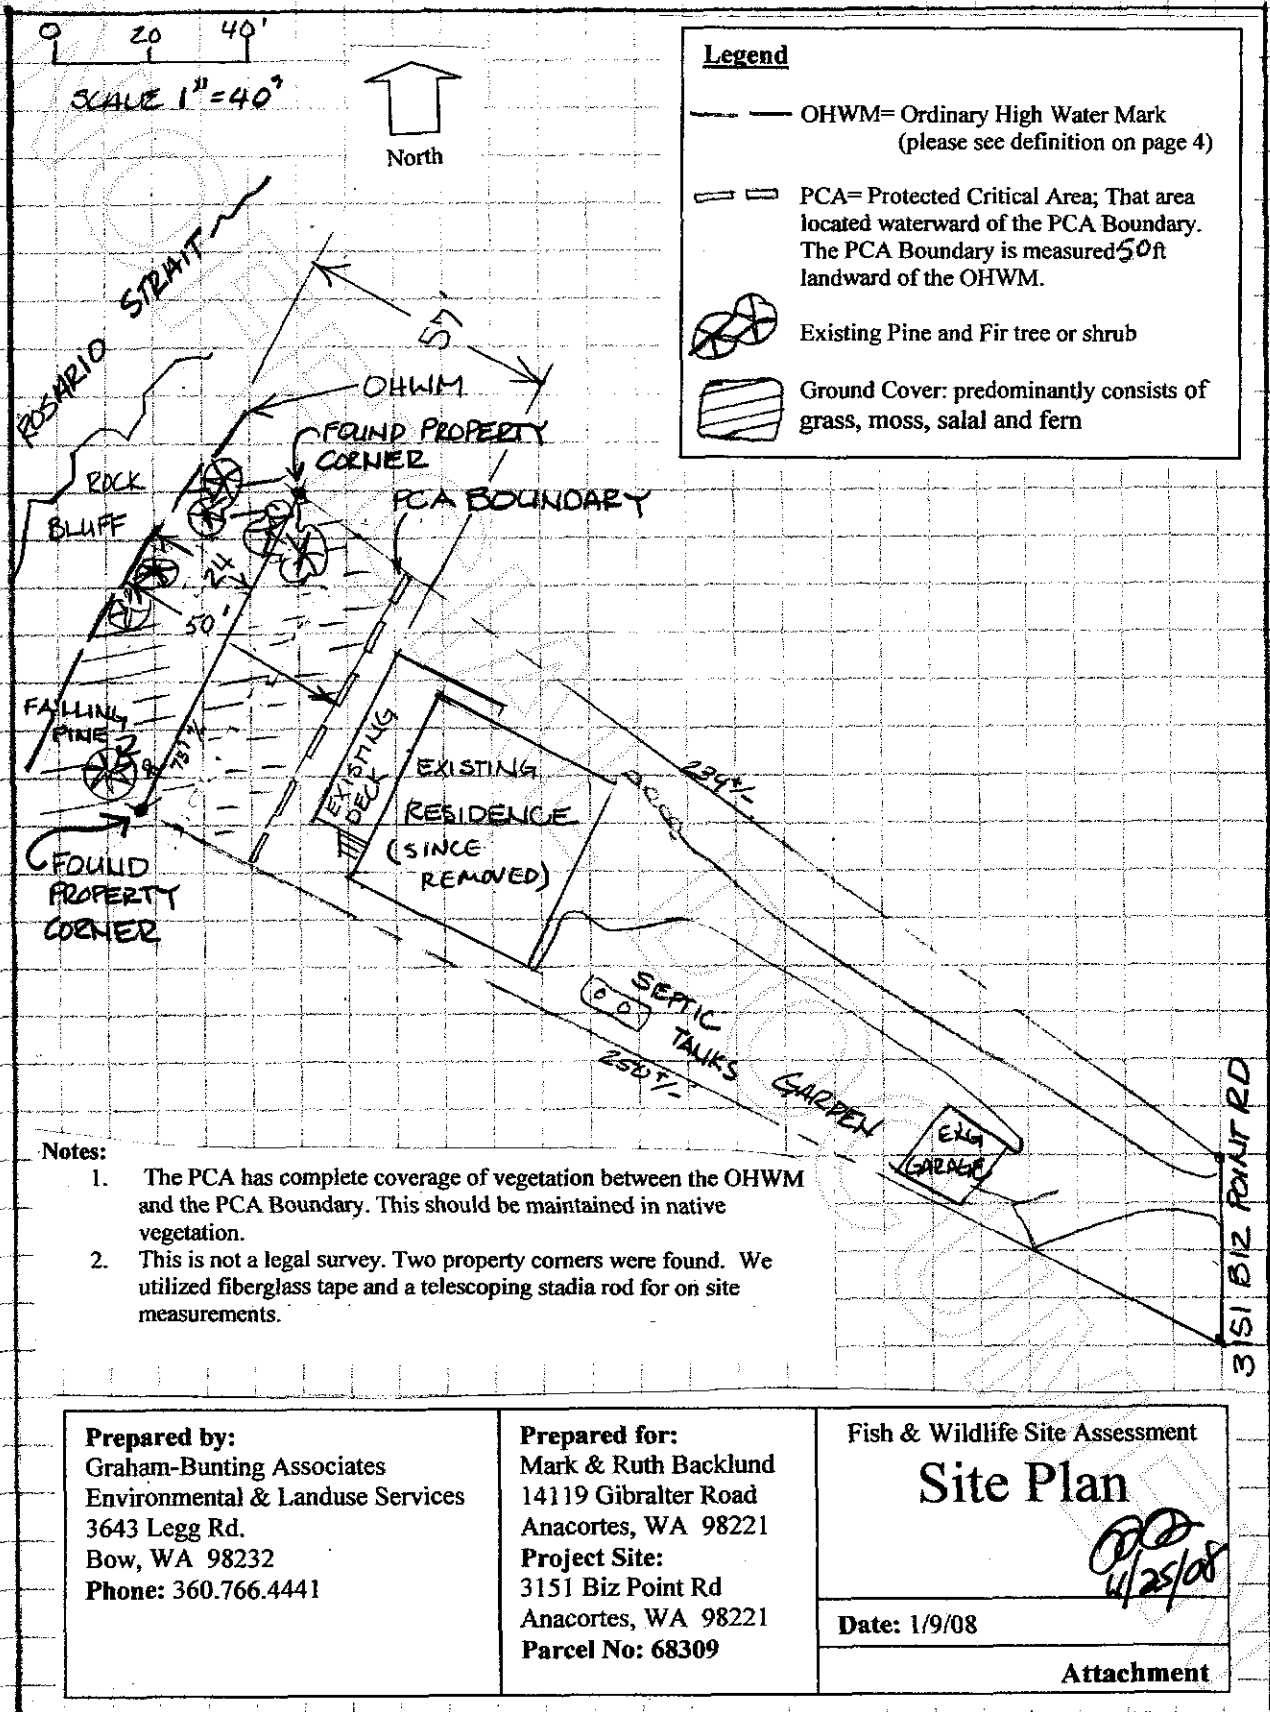 0 20 40'
SCALE 1"=40'
North
Legend
OHWM= Ordinary High Water Mark
(please see definition on page 4)
PCA= Protected Critical Area; That area
located waterward of the PCA Boundary.
The PCA Boundary is measured 50ft
landward of the OHWM.
Existing Pine and Fir tree or shrub
Ground Cover: predominantly consists of
grass, moss, salal and fern
ROSARIO STRAIT
57'
OHWM
FOUND PROPERTY
CORNER
PCA BOUNDARY
ROCK
BLUFF
24
50'
FALLING
PINE
73' +/-
EXISTING
DECK
EXISTING
RESIDENCE
(SINCE
REMOVED)
234 +/-
FOUND
PROPERTY
CORNER
SEPTIC
TANKS
250 +/-
GARDEN
EXG
GARAGE
3151 BIZ POINT RD
Notes:
1. The PCA has complete coverage of vegetation between the OHWM
and the PCA Boundary. This should be maintained in native
vegetation.
2. This is not a legal survey. Two property corners were found. We
utilized fiberglass tape and a telescoping stadia rod for on site
measurements.
Prepared by:
Graham-Bunting Associates
Environmental & Landuse Services
3643 Legg Rd.
Bow, WA 98232
Phone: 360.766.4441
Prepared for:
Mark & Ruth Backlund
14119 Gibralter Road
Anacortes, WA 98221
Project Site:
3151 Biz Point Rd
Anacortes, WA 98221
Parcel No: 68309
Fish & Wildlife Site Assessment
Site Plan
4/25/08
Date: 1/9/08
Attachment